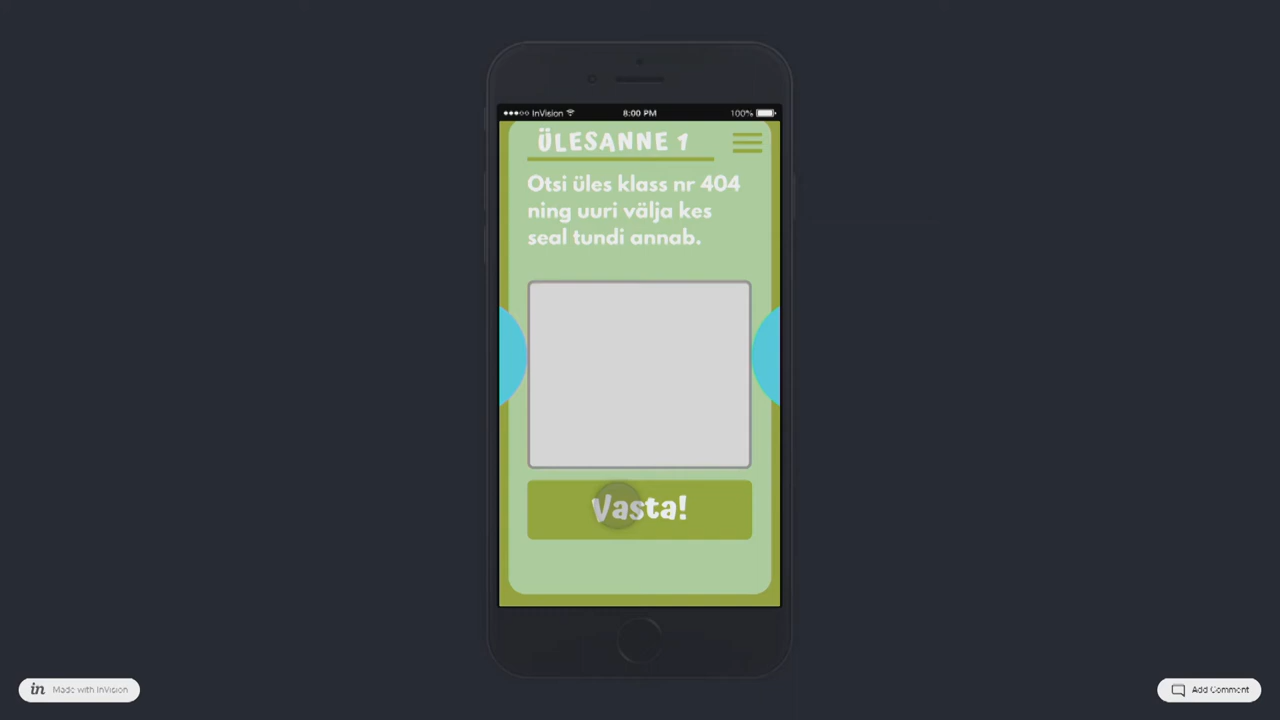 InVision
8:00 PM
100%
ÜLESANNE 1
Otsi üles klass nr 404
ning uuri välja kes
seal tundi annab.
Vasta!
in Made with InVision
Add Comment